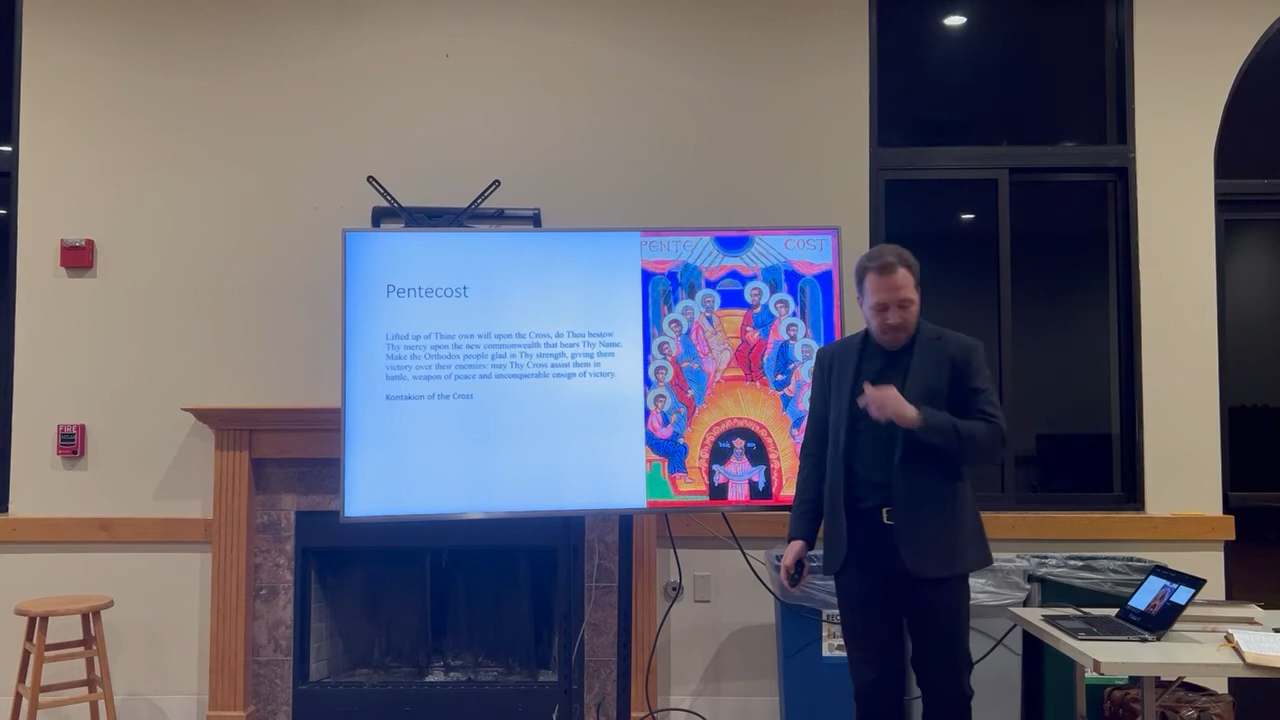 PENTE COST
Pentecost
Lifted up of Thine own will upon the Cross, do Thou bestow
Thy mercy upon the new commonwealth that bears Thy Name.
Make the Orthodox people glad in Thy strength, giving them
victory over their enemies: may Thy Cross assist them in
battle, weapon of peace and unconquerable ensign of victory.
Kontakion of the Cross
FIRE